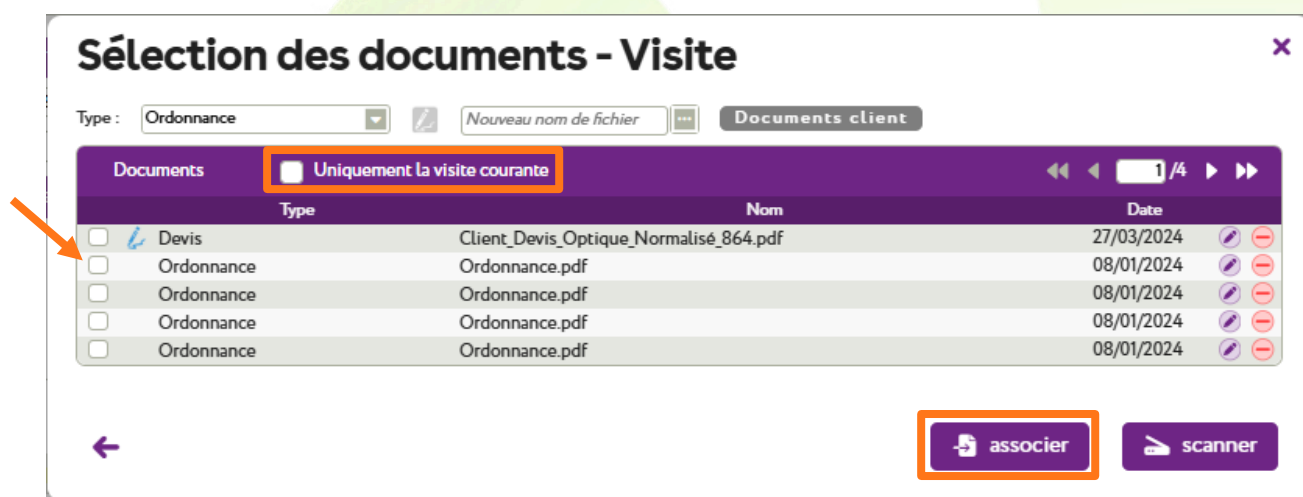 Sélection des documents - Visite
Type : Ordonnance Nouveau nom de fichier ... Documents client
Documents Uniquement la visite courante 1 /4
Type Nom Date
Devis Client_Devis_Optique_Normalisé_864.pdf 27/03/2024
Ordonnance Ordonnance.pdf 08/01/2024
Ordonnance Ordonnance.pdf 08/01/2024
Ordonnance Ordonnance.pdf 08/01/2024
Ordonnance Ordonnance.pdf 08/01/2024
associer scanner